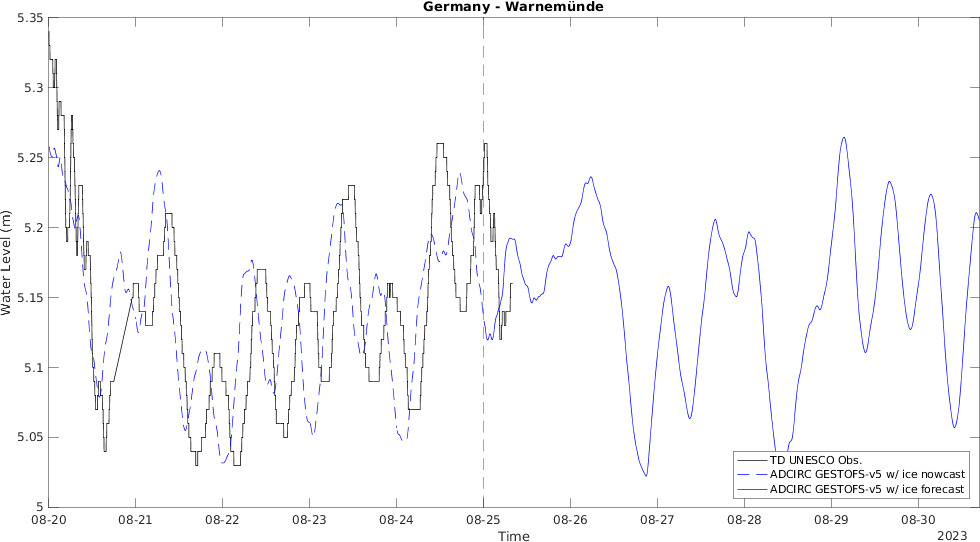 Germany - Warnemünde
5.35
5.3
5.25
5.2
5.15
5.1
5.05
5
Water Level (m)
TD UNESCO Obs.
ADCIRC GESTOFS-v5 w/ ice nowcast
ADCIRC GESTOFS-v5 w/ ice forecast
08-20 08-21 08-22 08-23 08-24 08-25 08-26 08-27 08-28 08-29 08-30
Time
2023